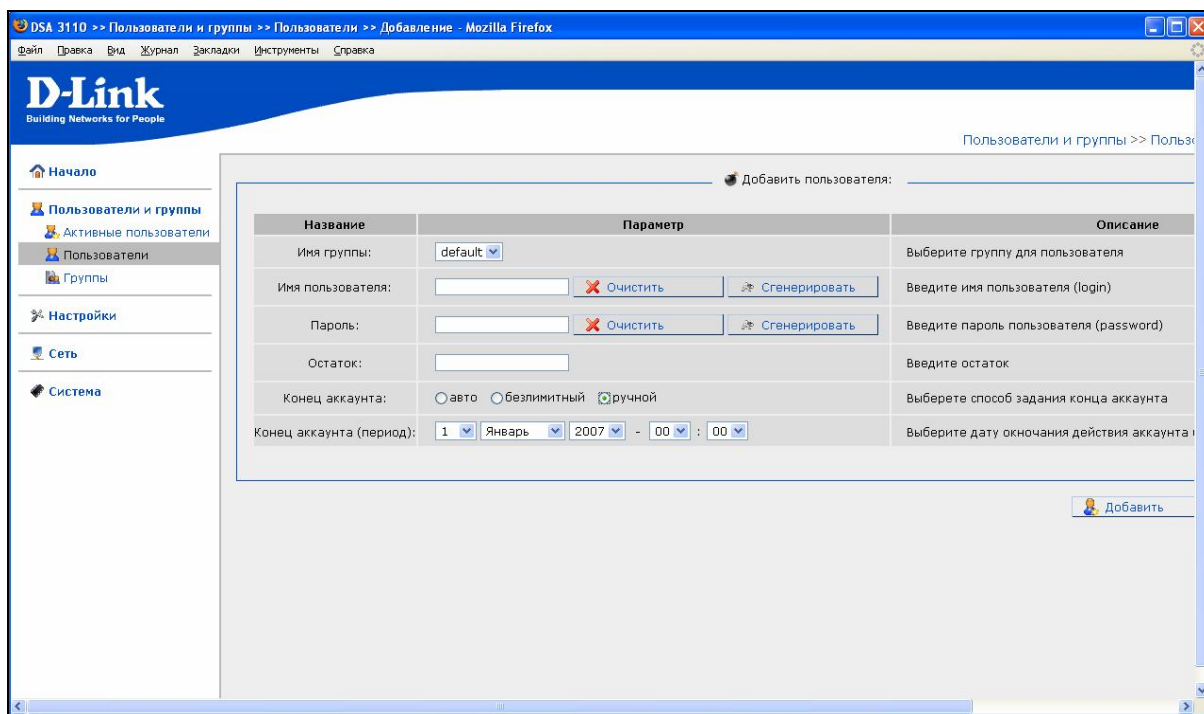 DSA 3110 >> Пользователи и группы >> Пользователи >> Добавление - Mozilla Firefox
Файл Правка Вид Журнал Закладки Инструменты Справка
D-Link
Building Networks for People
Пользователи и группы >> Польз
Начало
Пользователи и группы
Активные пользователи
Пользователи
Группы
Настройки
Сеть
Система
Добавить пользователя:
Название Параметр Описание
Имя группы: default Выберите группу для пользователя
Имя пользователя: Очистить Сгенерировать Введите имя пользователя (login)
Пароль: Очистить Сгенерировать Введите пароль пользователя (password)
Остаток: Введите остаток
Конец аккаунта: авто безлимитный ручной Выберете способ задания конца аккаунта
Конец аккаунта (период): 1 Январь 2007 - 00 : 00 Выберите дату окночания действия аккаунта
Добавить